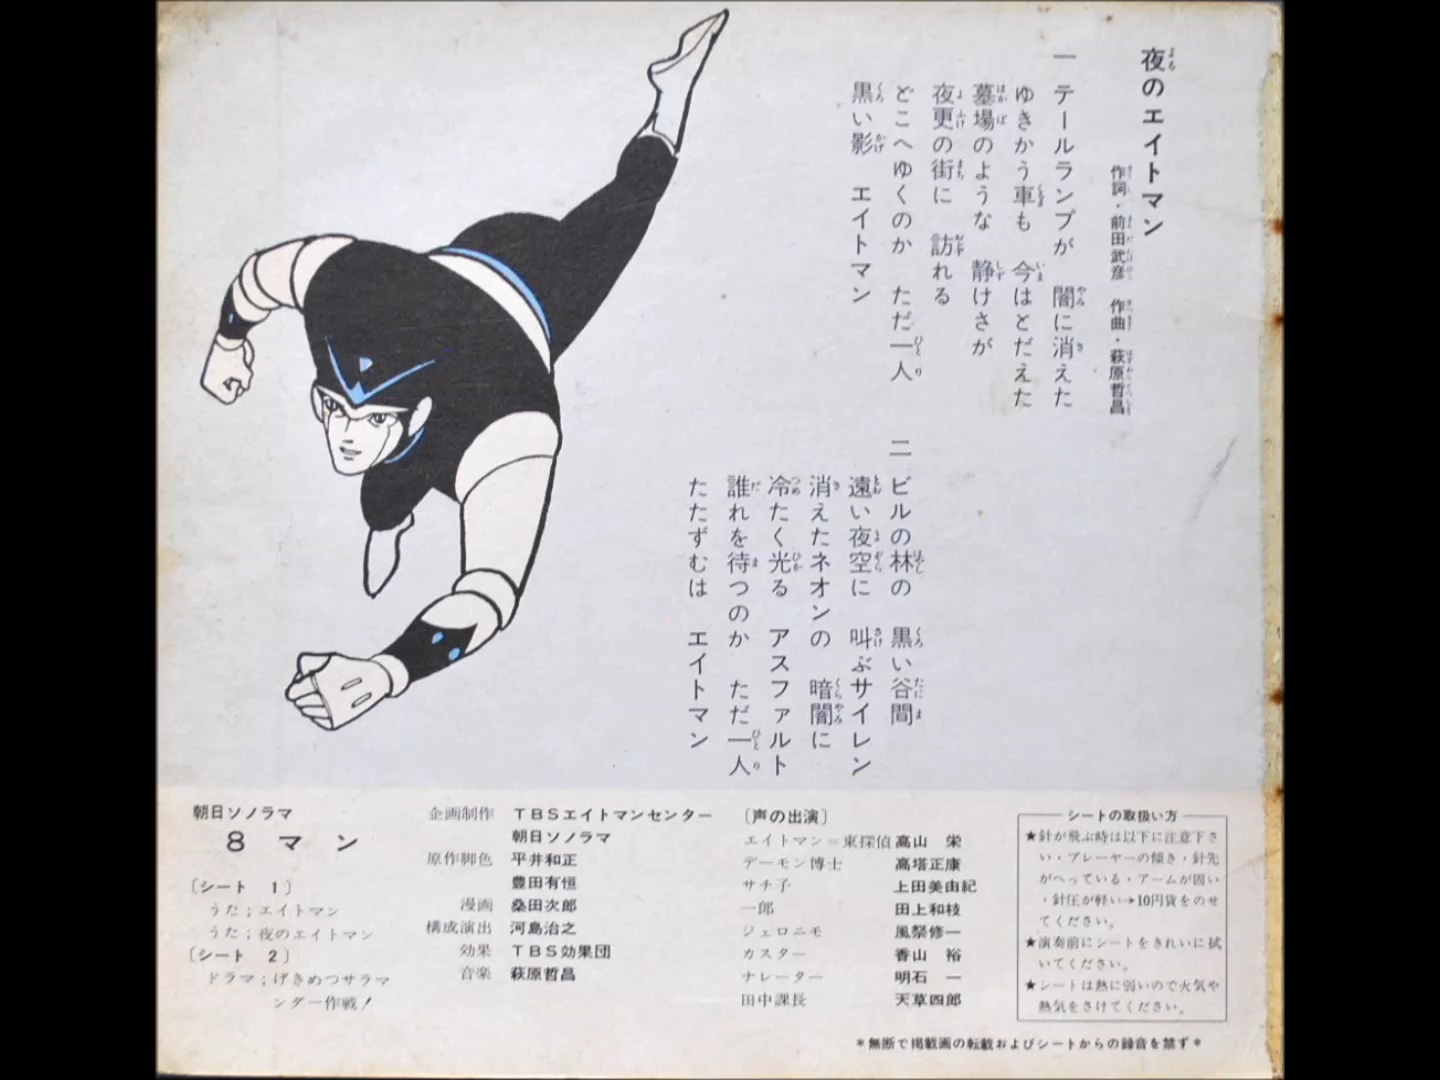 夜のエイトマン
作詞・前田武彦　作曲・萩原哲昌
一
テールランプが　闇に消えた
ゆきかう車も　今はとだえた
墓場のような　静けさが
夜更の街に　訪れる
どこへゆくのか　ただ一人
黒い影　エイトマン
二
ビルの林の　黒い谷間
遠い夜空に　叫ぶサイレン
消えたネオンの　暗闇に
冷たく光る　アスファルト
誰れを待つのか　ただ一人
たたずむは　エイトマン
朝日ソノラマ
8マン
〔シート　1〕
うた；エイトマン
うた；夜のエイトマン
〔シート　2〕
ドラマ；げきめつサラマ
ンダー作戦！
企画制作　TBSエイトマンセンター
朝日ソノラマ
原作脚色　平井和正
豊田有恒
漫画　桑田次郎
構成演出　河島治之
効果　TBS効果団
音楽　萩原哲昌
〔声の出演〕
エイトマン＝東探偵　高山　栄
デーモン博士　高塔正康
サチ子　上田美由紀
一郎　田上和枝
ジェロニモ　風祭修一
カスター　香山　裕
ナレーター　明石　一
田中課長　天草四郎
シートの取扱い方
★針が飛ぶ時は以下に注意下さ
い・プレーヤーの傾き・針先
がへっている・アームが固い
・針圧が軽い→10円貨をのせ
てください。
★演奏前にシートをきれいに拭
いてください。
★シートは熱に弱いので火気や
熱気をさけてください。
＊無断で掲載画の転載およびシートからの録音を禁ず＊